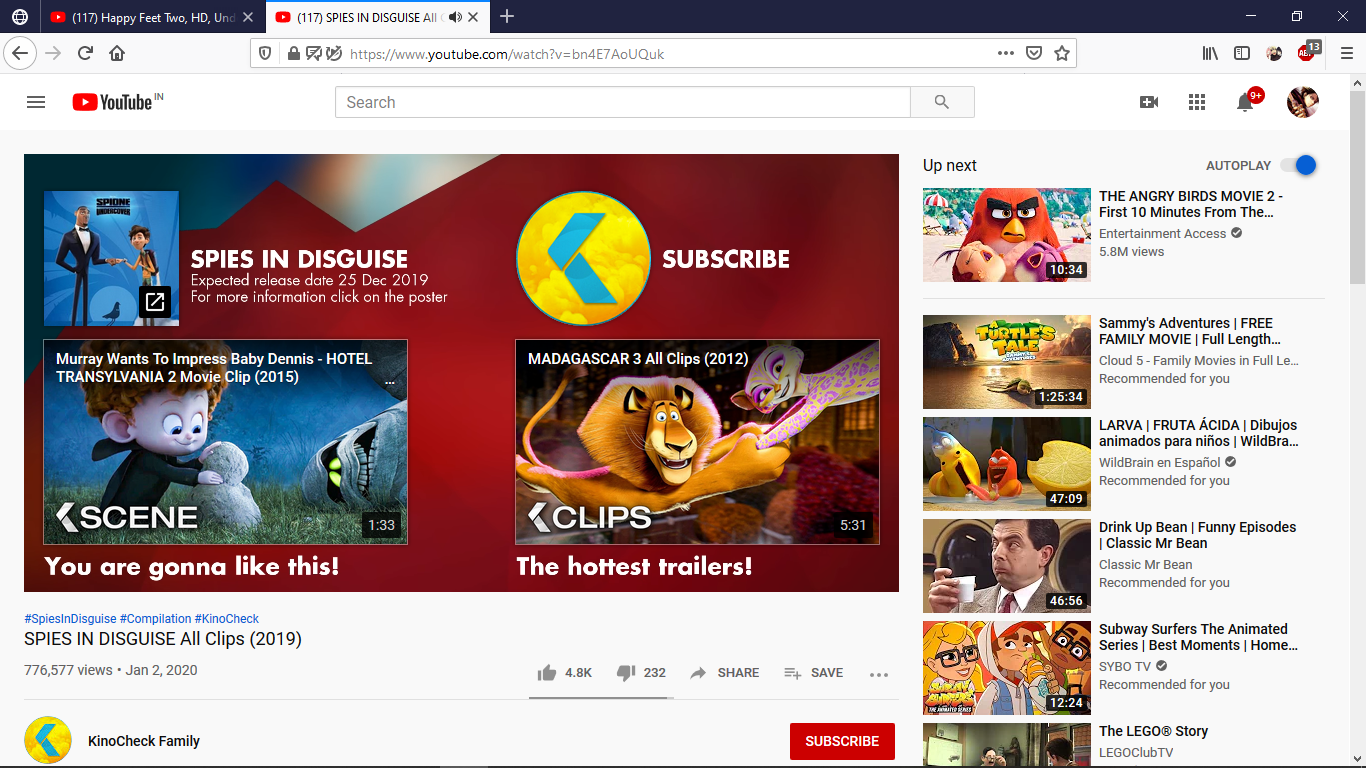 (117) Happy Feet Two, HD, Und
(117) SPIES IN DISGUISE All C
https://www.youtube.com/watch?v=bn4E7AoUQuk
ABP
13
YouTube IN
Search
9+
SPIONE
UNDERCOVER
SPIES IN DISGUISE
Expected release date 25 Dec 2019
For more information click on the poster
SUBSCRIBE
Murray Wants To Impress Baby Dennis - HOTEL
TRANSYLVANIA 2 Movie Clip (2015)
...
SCENE
1:33
You are gonna like this!
MADAGASCAR 3 All Clips (2012)
CLIPS
5:31
The hottest trailers!
#SpiesInDisguise #Compilation #KinoCheck
SPIES IN DISGUISE All Clips (2019)
776,577 views • Jan 2, 2020
4.8K
232
SHARE
SAVE
KinoCheck Family
SUBSCRIBE
Up next
AUTOPLAY
10:34
THE ANGRY BIRDS MOVIE 2 -
First 10 Minutes From The...
Entertainment Access
5.8M views
A TURTLE'S
TALE
SAMMY'S ADVENTURES
1:25:34
Sammy's Adventures | FREE
FAMILY MOVIE | Full Length...
Cloud 5 - Family Movies in Full Le...
Recommended for you
47:09
LARVA | FRUTA ÁCIDA | Dibujos
animados para niños | WildBra...
WildBrain en Español
Recommended for you
46:56
Drink Up Bean | Funny Episodes
| Classic Mr Bean
Classic Mr Bean
Recommended for you
SUBWAY
SURFERS
THE ANIMATED SERIES
12:24
Subway Surfers The Animated
Series | Best Moments | Home...
SYBO TV
Recommended for you
The LEGO® Story
LEGOClubTV